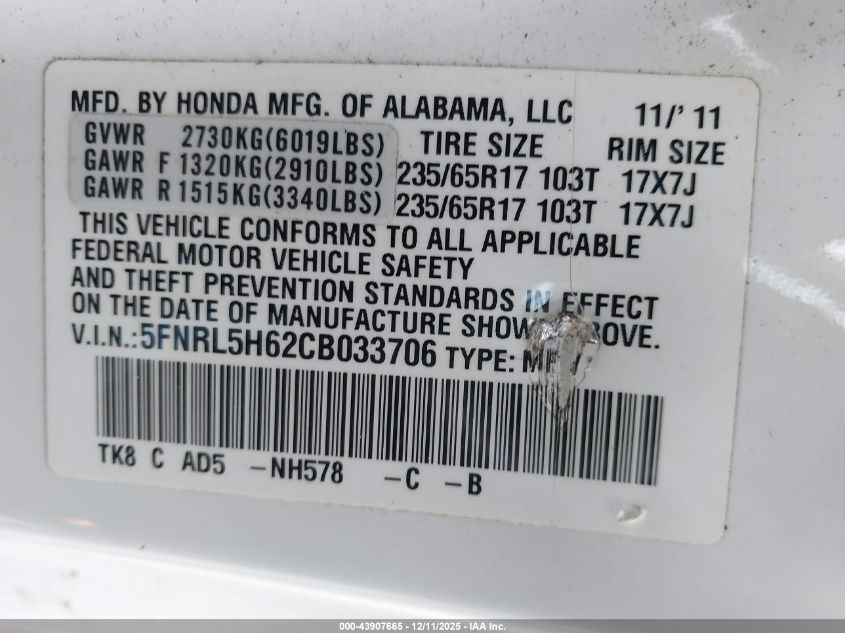 MFD. BY HONDA MFG. OF ALABAMA, LLC 11/' 11
GVWR 2730KG(6019LBS) TIRE SIZE RIM SIZE
GAWR F 1320KG(2910LBS) 235/65R17 103T 17X7J
GAWR R 1515KG(3340LBS) 235/65R17 103T 17X7J
THIS VEHICLE CONFORMS TO ALL APPLICABLE
FEDERAL MOTOR VEHICLE SAFETY
AND THEFT PREVENTION STANDARDS IN EFFECT
ON THE DATE OF MANUFACTURE
V.I.N.:5FNRL5H62CB033706 TYPE:
TK8 C AD5 -NH578 -C -B
000-43907665 - 12/11/2025 - IAA Inc.